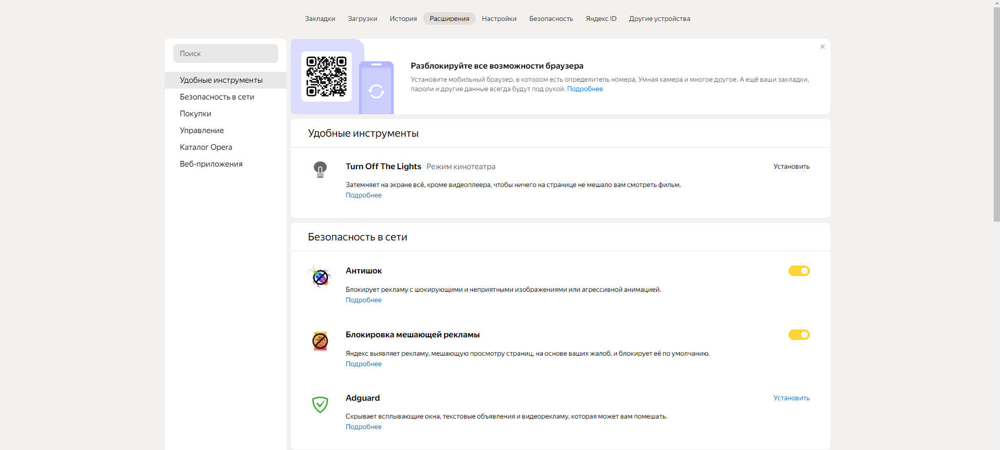 Закладки Загрузки История Расширения Настройки Безопасность Яндекс ID Другие устройства
Поиск
Удобные инструменты
Безопасность в сети
Покупки
Управление
Каталог Opera
Веб-приложения
Разблокируйте все возможности браузера
Установите мобильный браузер, в котором есть определитель номера, Умная камера и многое другое. А ещё ваши закладки,
пароли и другие данные всегда будут под рукой. Подробнее
Удобные инструменты
Turn Off The Lights Режим кинотеатра Установить
Затемняет на экране всё, кроме видеоплеера, чтобы ничего на странице не мешало вам смотреть фильм.
Подробнее
Безопасность в сети
Антишок
Блокирует рекламу с шокирующими и неприятными изображениями или агрессивной анимацией.
Подробнее
Блокировка мешающей рекламы
Яндекс выявляет рекламу, мешающую просмотру страниц, на основе ваших жалоб, и блокирует её по умолчанию.
Подробнее
Adguard Установить
Скрывает всплывающие окна, текстовые объявления и видеорекламу, которая может вам помешать.
Подробнее